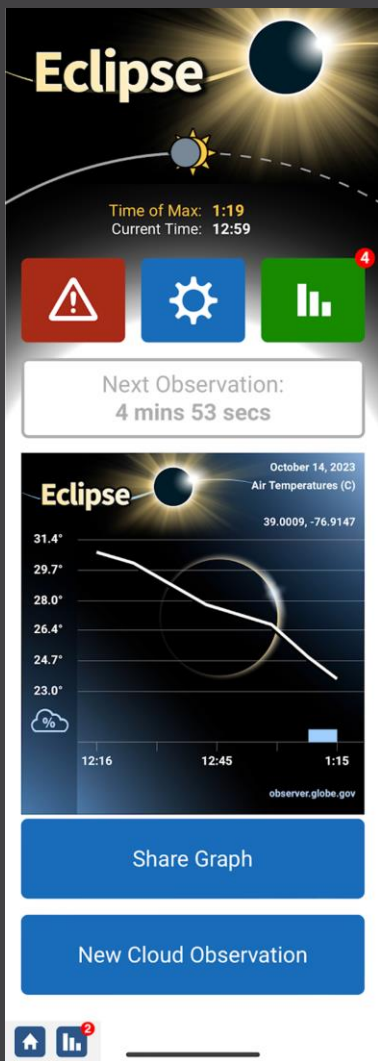 Eclipse
Time of Max: 1:19
Current Time: 12:59
4
Next Observation:
4 mins 53 secs
October 14, 2023
Eclipse
Air Temperatures (C)
39.0009, -76.9147
31.4°
29.7°
28.0°
26.4°
24.7°
23.0°
%
12:16 12:45 1:15
observer.globe.gov
Share Graph
New Cloud Observation
2